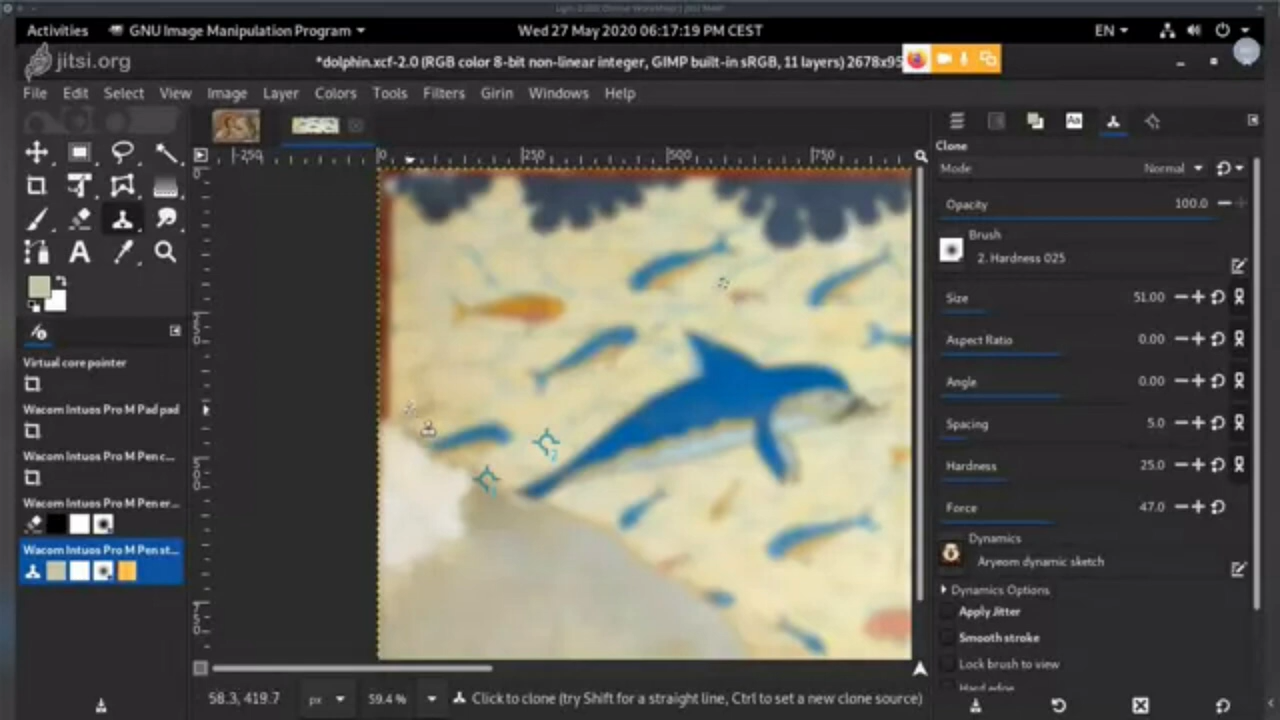 Activities GNU Image Manipulation Program Wed 27 May 2020 06:17:19 PM CEST EN
jitsi.org *dolphin.xcf-2.0 (RGB color 8-bit non-linear integer, GIMP built-in sRGB, 11 layers) 2678x95
File Edit Select View Image Layer Colors Tools Filters Girin Windows Help
-250 0 250 500 750
Clone
Mode Normal
Opacity 100.0
Brush
2. Hardness 025
Size 51.00
Aspect Ratio 0.00
Angle 0.00
Spacing 5.0
Hardness 25.0
Force 47.0
Dynamics
Aryeom dynamic sketch
Dynamics Options
Apply Jitter
Smooth stroke
Lock brush to view
Hard edge
Virtual core pointer
Wacom Intuos Pro M Pad pad
Wacom Intuos Pro M Pen c...
Wacom Intuos Pro M Pen er...
Wacom Intuos Pro M Pen st...
58.3, 419.7 px 59.4 % Click to clone (try Shift for a straight line, Ctrl to set a new clone source)